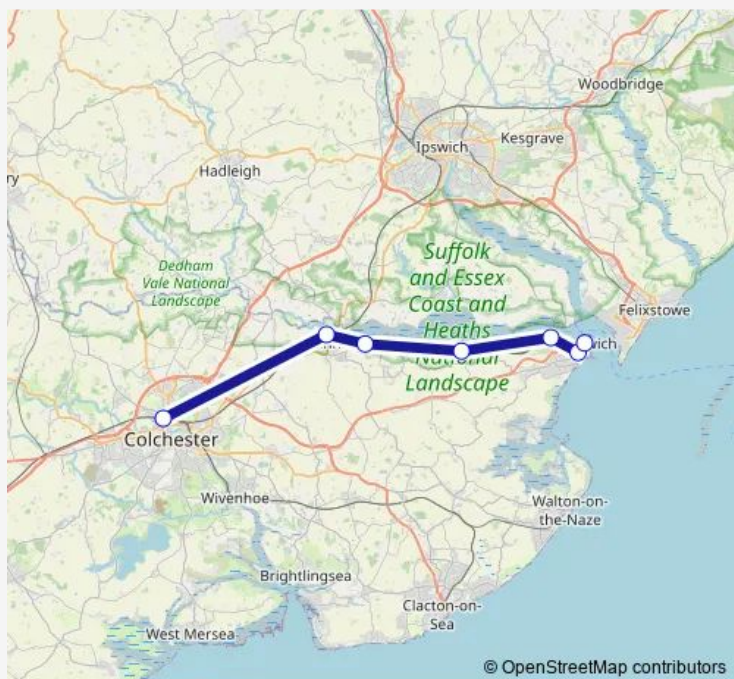 Woodbridge
Kesgrave
Ipswich
Hadleigh
Dedham
Vale National
Landscape
Suffolk
and Essex
Coast and
Heaths
National
Landscape
Felixstowe
wich
Colchester
Wivenhoe
Walton-on-
the-Naze
Brightlingsea
Clacton-on-
Sea
West Mersea
© OpenStreetMap contributors